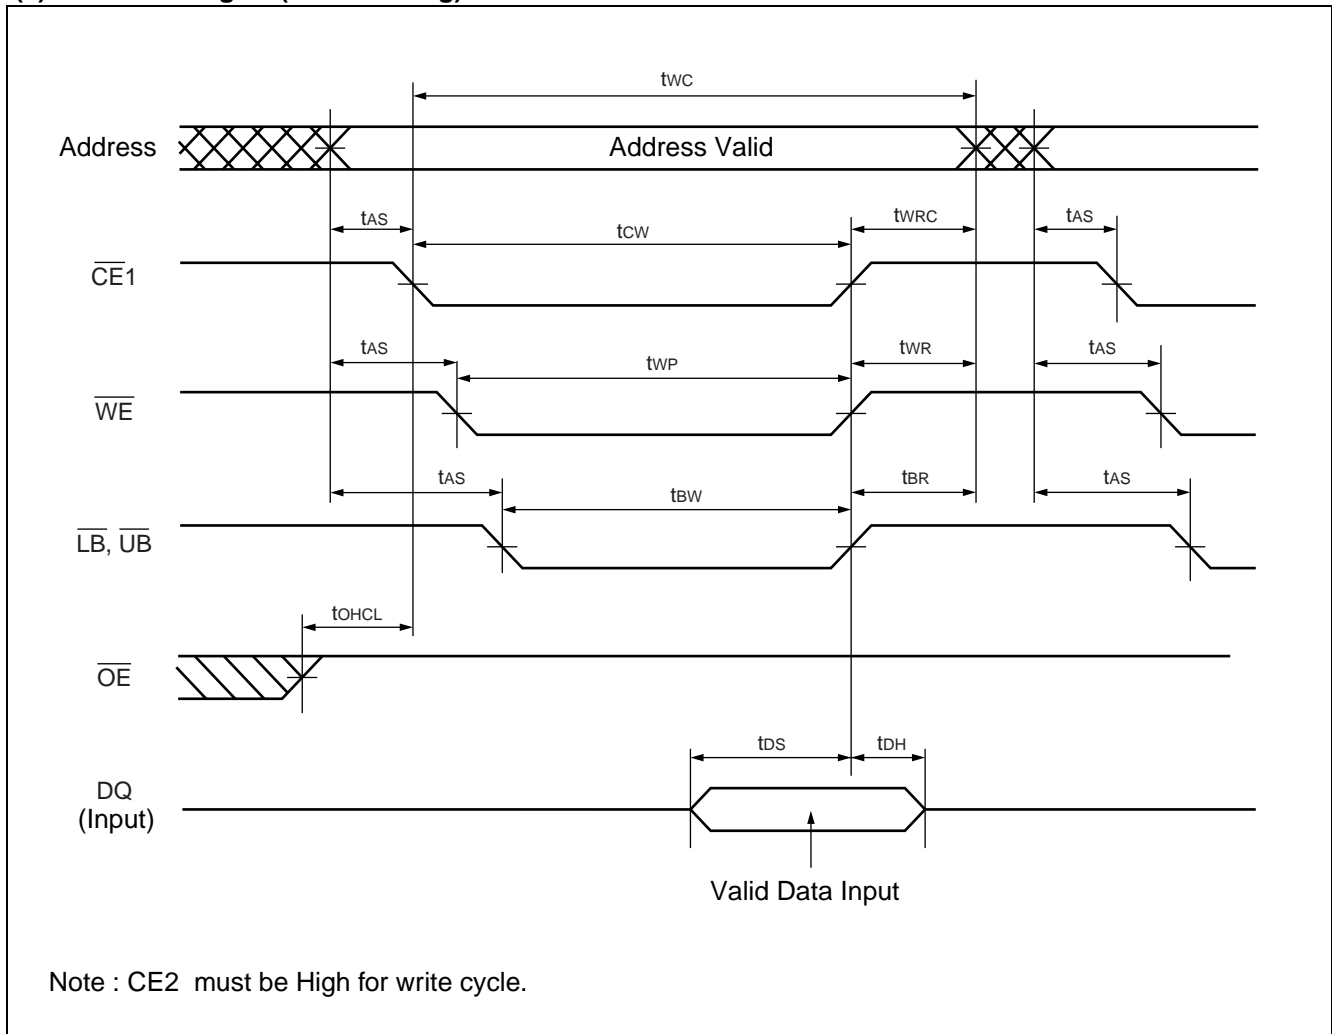 tWC
Address
Address Valid
tAS
tCW
tWRC
tAS
CE1
tAS
tWP
tWR
tAS
WE
tAS
tBW
tBR
tAS
LB, UB
tOHCL
OE
tDS
tDH
DQ
(Input)
Valid Data Input
Note : CE2 must be High for write cycle.